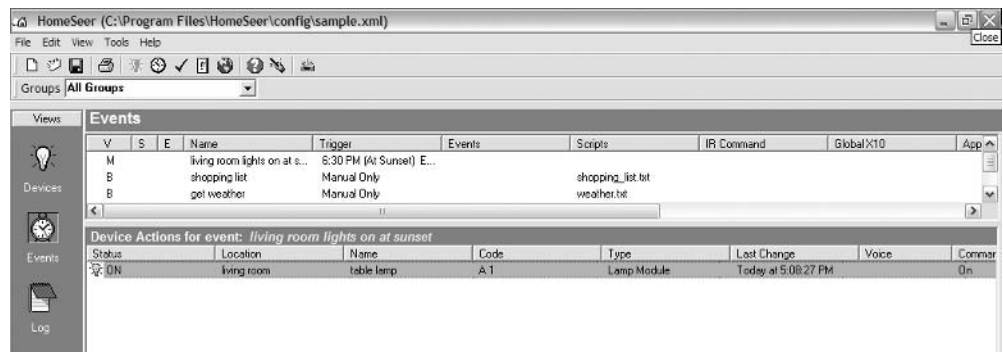 HomeSeer (C:\Program Files\HomeSeer\config\sample.xml)
Close
File Edit View Tools Help
Groups All Groups
Views Events
V S E Name Trigger Events Scripts IR Command Global X10 App
M living room lights on at s... 6:30 PM (At Sunset) E...
B shopping list Manual Only shopping_list.txt
B get weather Manual Only weather.txt
Devices
Device Actions for event: living room lights on at sunset
Status Location Name Code Type Last Change Voice Commar
ON living room table lamp A1 Lamp Module Today at 5:08:27 PM On
Events
Log